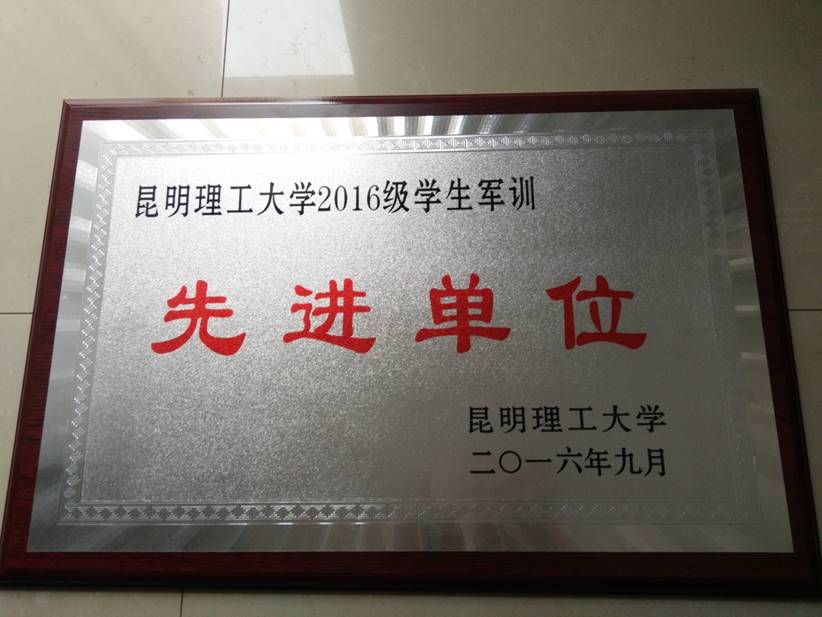 昆明理工大学2016级学生军训
先进单位
昆明理工大学
二〇一六年九月